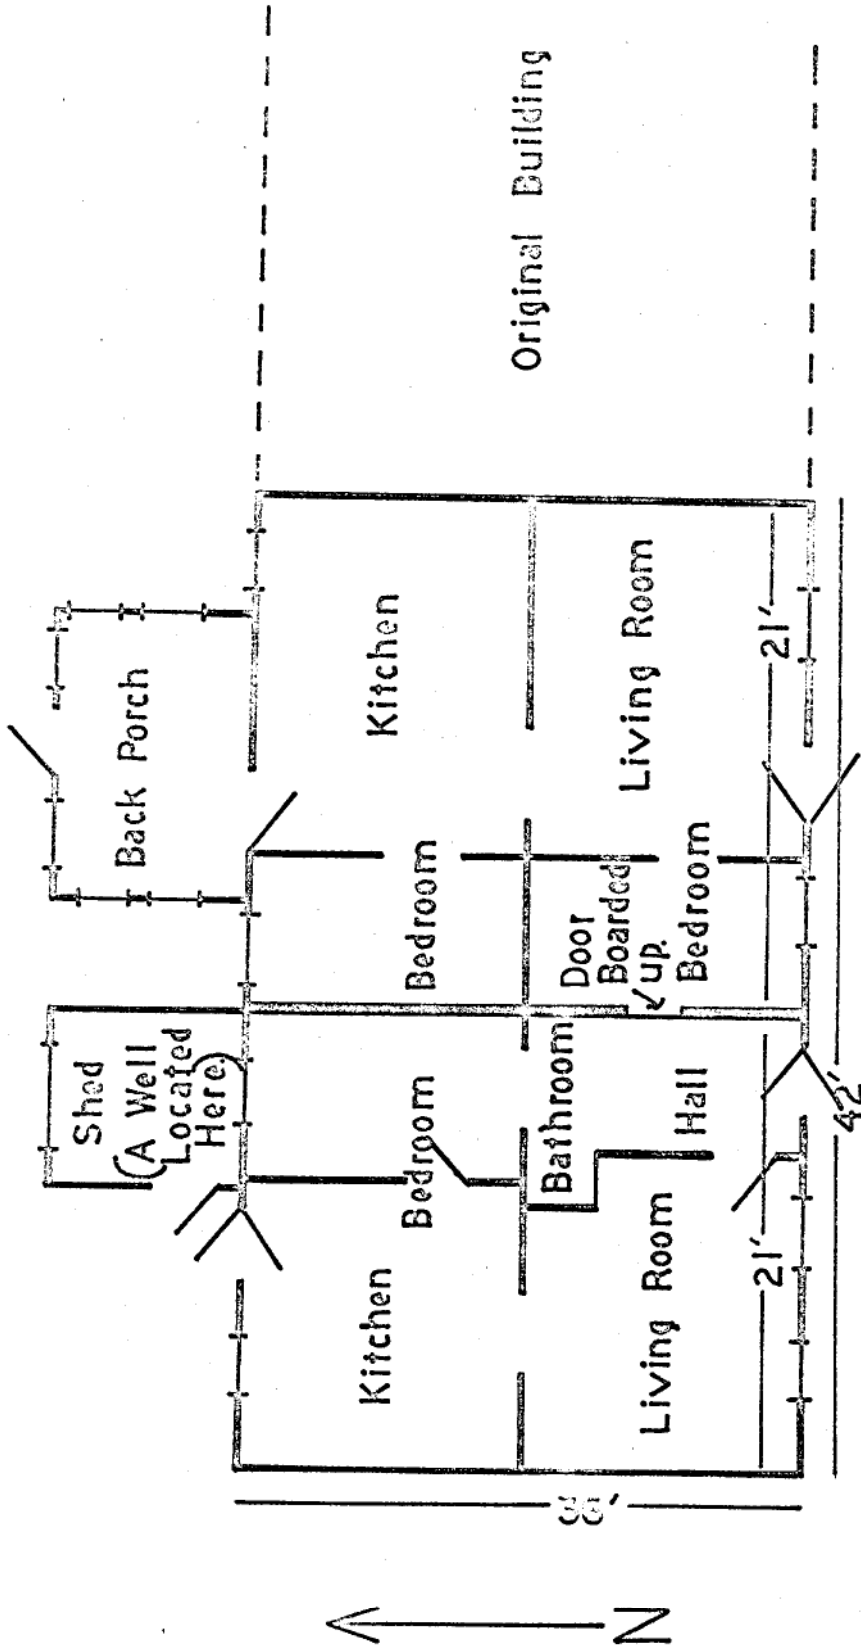 Shed
(A Well
Located
Here.)
Back Porch
Kitchen
Bedroom
Bedroom
Kitchen
Original Building
Living Room
Bathroom
Hall
Door
Boarded
up.
Bedroom
Living Room
21'
21'
42'
N